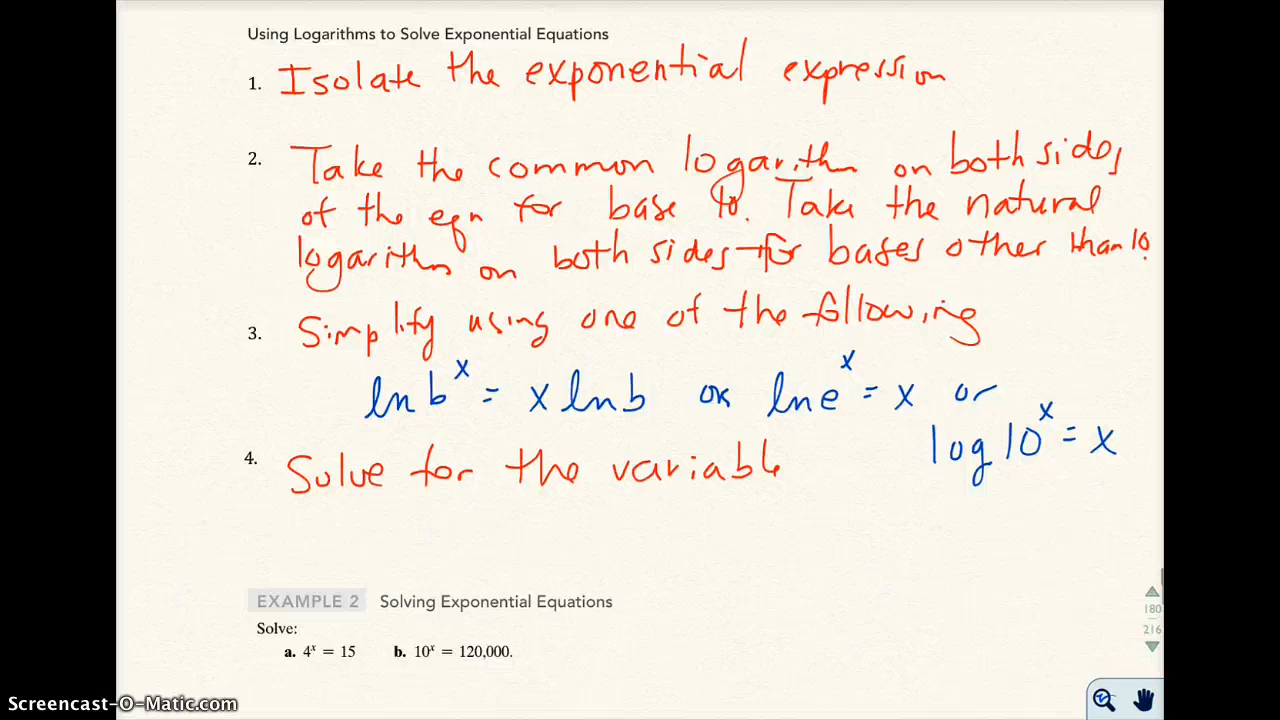 Using Logarithms to Solve Exponential Equations
1. Isolate the exponential expression
2. Take the common logarithm on both sides
of the eqn for base 10. Take the natural
logarithm on both sides for bases other than 10.
3. Simplify using one of the following
ln b^x = x ln b or ln e^x = x or
log 10^x = x
4. Solve for the variable
EXAMPLE 2 Solving Exponential Equations
Solve:
a. 4^x = 15 b. 10^x = 120,000.
180
216
Screencast-O-Matic.com